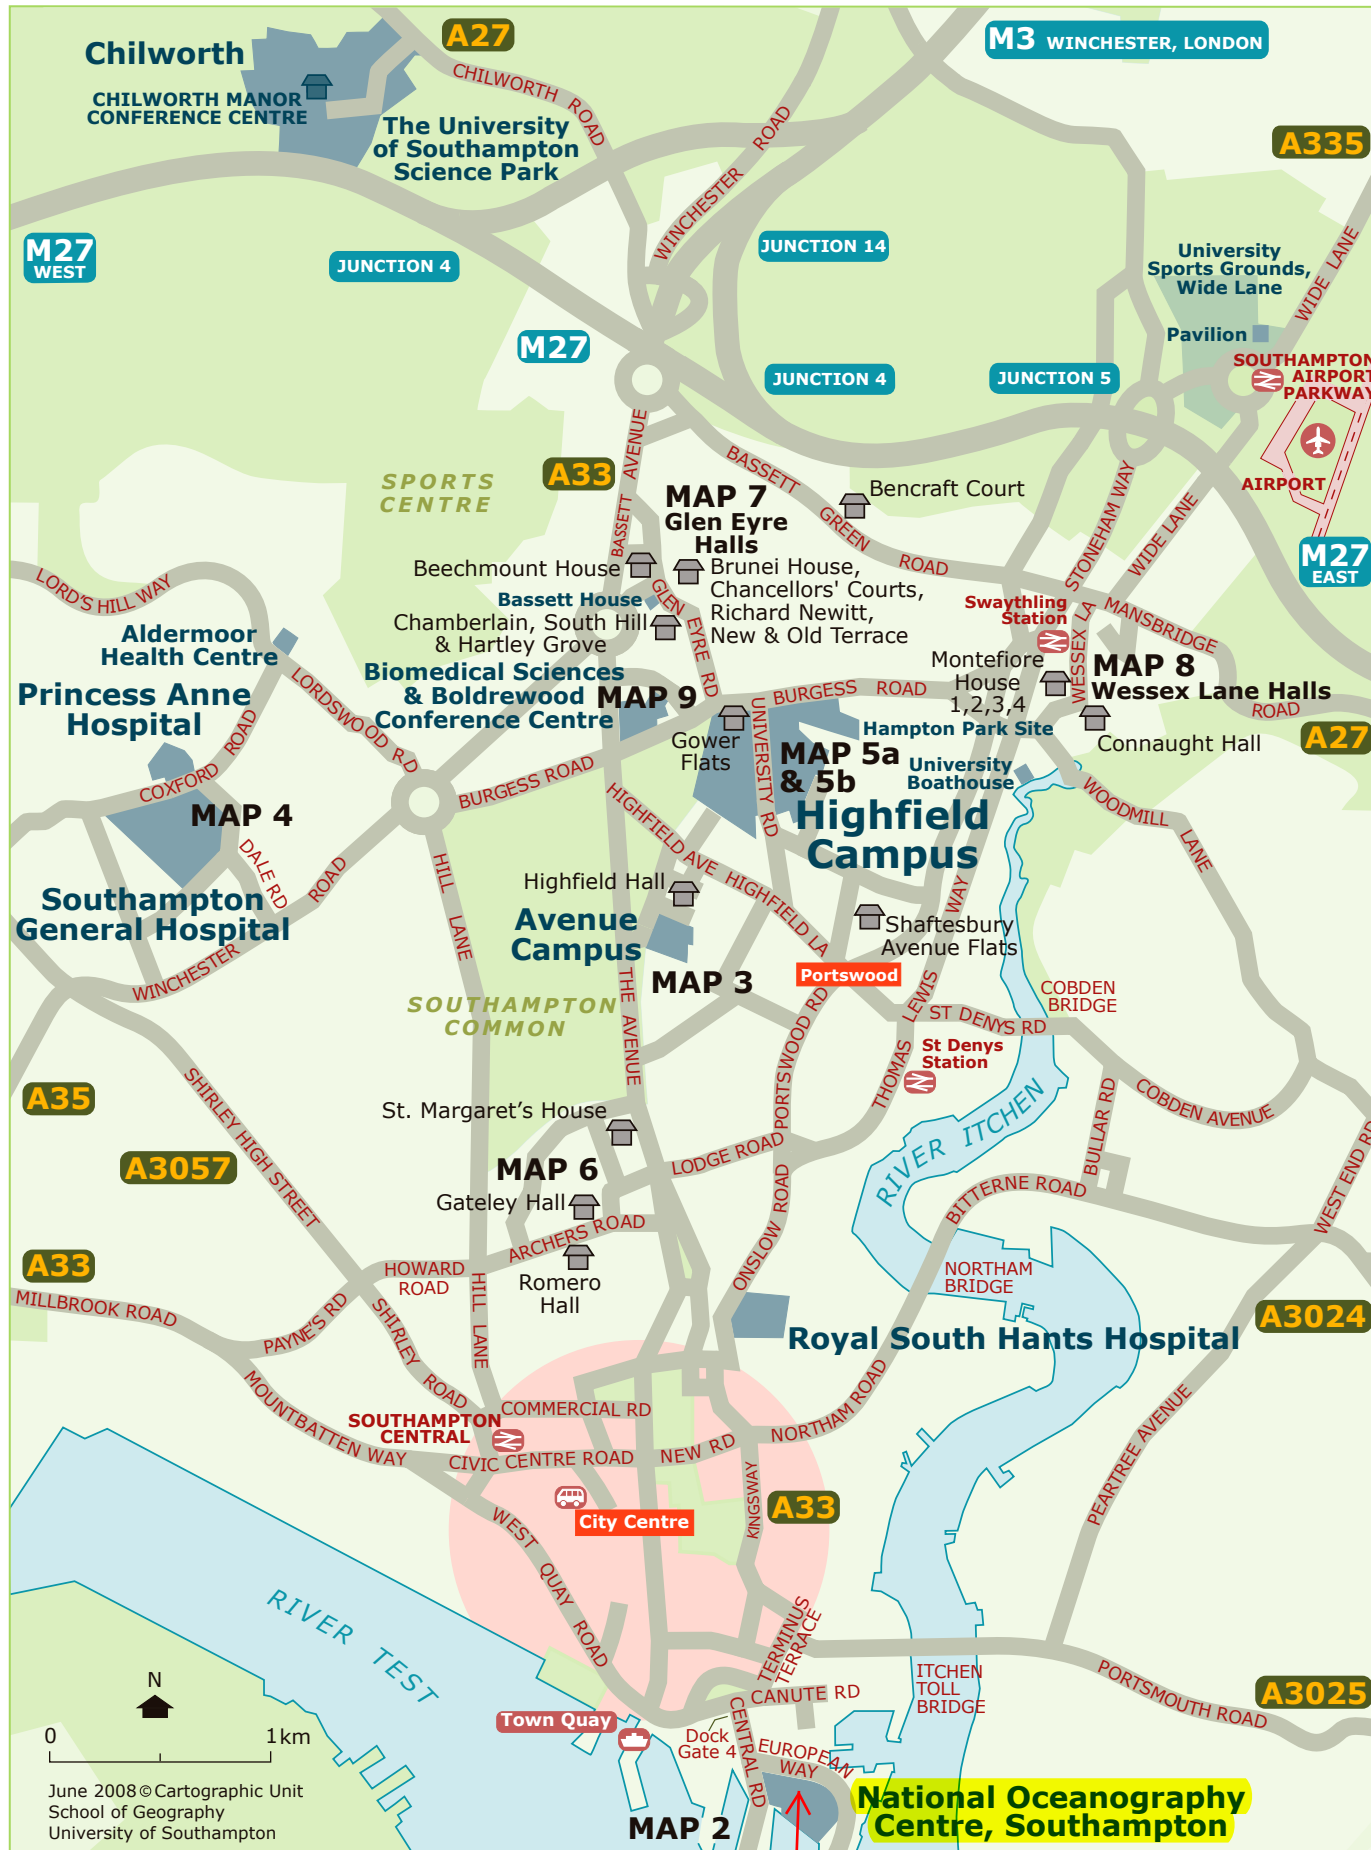 Chilworth
CHILWORTH MANOR
CONFERENCE CENTRE
A27
CHILWORTH ROAD
The University
of Southampton
Science Park
M3 WINCHESTER, LONDON
WINCHESTER ROAD
A335
M27
WEST
JUNCTION 4
JUNCTION 14
University
Sports Grounds,
Wide Lane
WIDE LANE
Pavilion
M27
JUNCTION 4
JUNCTION 5
SOUTHAMPTON
AIRPORT
PARKWAY
AIRPORT
SPORTS
CENTRE
A33
BASSETT AVENUE
BASSETT GREEN ROAD
MAP 7
Glen Eyre
Halls
Bencraft Court
STONEHAM WAY
WIDE LANE
M27
EAST
LORD'S HILL WAY
Beechmount House
Bassett House
GLEN EYRE RD
Brunei House,
Chancellors' Courts,
Richard Newitt,
New & Old Terrace
Chamberlain, South Hill
& Hartley Grove
Swaythling
Station
WESSEX LA
MANSBRIDGE ROAD
Aldermoor
Health Centre
Princess Anne
Hospital
LORDSWOOD RD
Biomedical Sciences
& Boldrewood
Conference Centre
MAP 9
BURGESS ROAD
Montefiore
House
1,2,3,4
MAP 8
Wessex Lane Halls
Hampton Park Site
Connaught Hall
A27
COXFORD ROAD
Gower
Flats
UNIVERSITY RD
MAP 5a
& 5b
University
Boathouse
WOODMILL LANE
BURGESS ROAD
MAP 4
DALE RD
HIGHFIELD AVE
HIGHFIELD LA
Highfield
Campus
Southampton
General Hospital
WINCHESTER ROAD
HILL LANE
Highfield Hall
Avenue
Campus
Shaftesbury
Avenue Flats
THOMAS LEWIS WAY
Portswood
MAP 3
SOUTHAMPTON
COMMON
THE AVENUE
PORTSWOOD RD
ST DENYS RD
COBDEN
BRIDGE
St Denys
Station
A35
SHIRLEY HIGH STREET
RIVER ITCHEN
BULLAR RD
COBDEN AVENUE
WEST END RD
St. Margaret's House
A3057
MAP 6
LODGE ROAD
Gateley Hall
ARCHERS ROAD
ONSLOW ROAD
BITTERNE ROAD
A33
MILLBROOK ROAD
HOWARD
ROAD
HILL LANE
Romero
Hall
NORTHAM
BRIDGE
PAYNE'S RD
SHIRLEY ROAD
Royal South Hants Hospital
A3024
MOUNTBATTEN WAY
NORTHAM ROAD
PEARTREE AVENUE
SOUTHAMPTON
CENTRAL
COMMERCIAL RD
CIVIC CENTRE ROAD
NEW RD
KINGSWAY
A33
City Centre
WEST QUAY ROAD
RIVER TEST
TERMINUS
TERRACE
ITCHEN
TOLL
BRIDGE
PORTSMOUTH ROAD
A3025
CANUTE RD
N
0 1km
Town Quay
Dock
Gate 4
CENTRAL RD
EUROPEAN
WAY
June 2008 © Cartographic Unit
School of Geography
University of Southampton
MAP 2
National Oceanography
Centre, Southampton